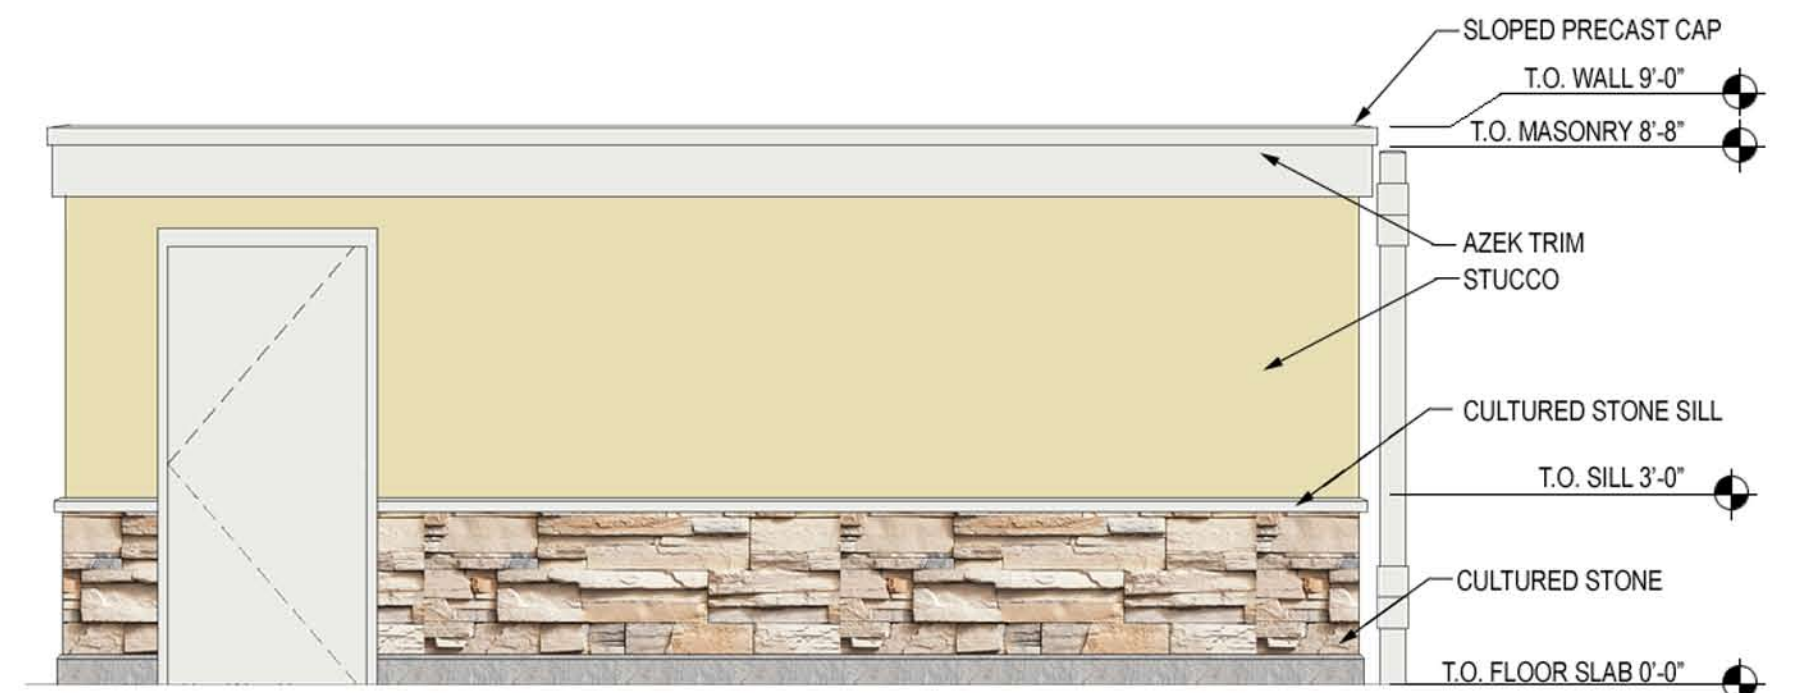 SLOPED PRECAST CAP
T.O. WALL 9'-0"
T.O. MASONRY 8'-8"
AZEK TRIM
STUCCO
CULTURED STONE SILL
T.O. SILL 3'-0"
CULTURED STONE
T.O. FLOOR SLAB 0'-0"